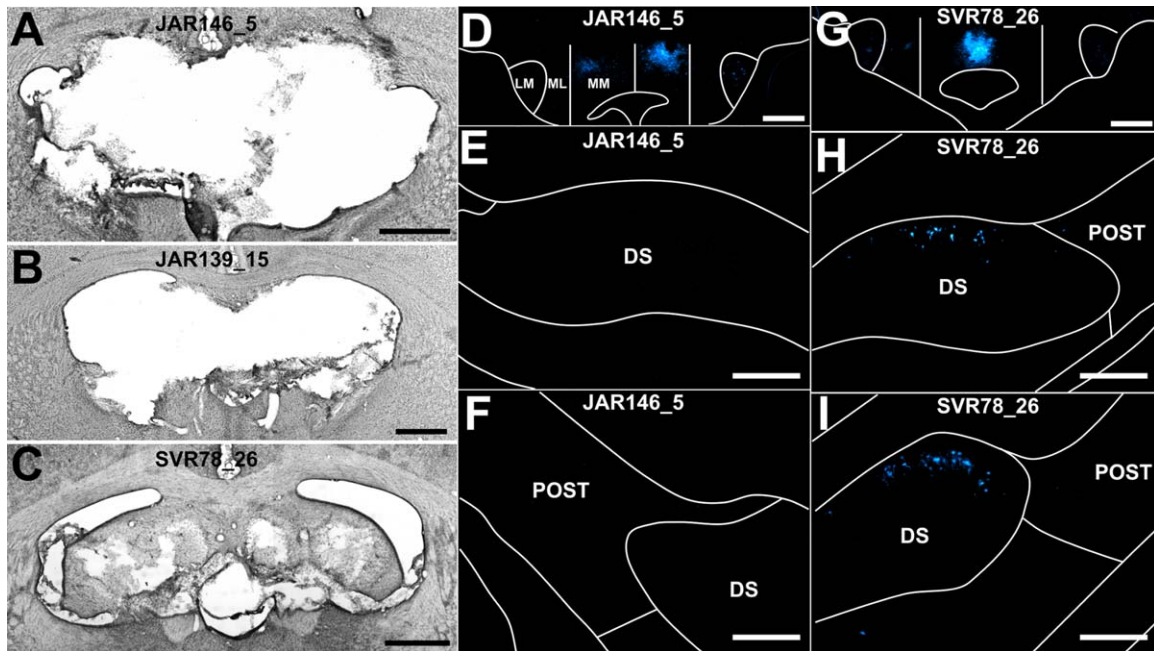 A JAR146_5
B JAR139_15
C SVR78_26
D JAR146_5
LM ML MM
E JAR146_5
DS
F JAR146_5
POST
DS
G SVR78_26
H SVR78_26
POST
DS
I SVR78_26
POST
DS